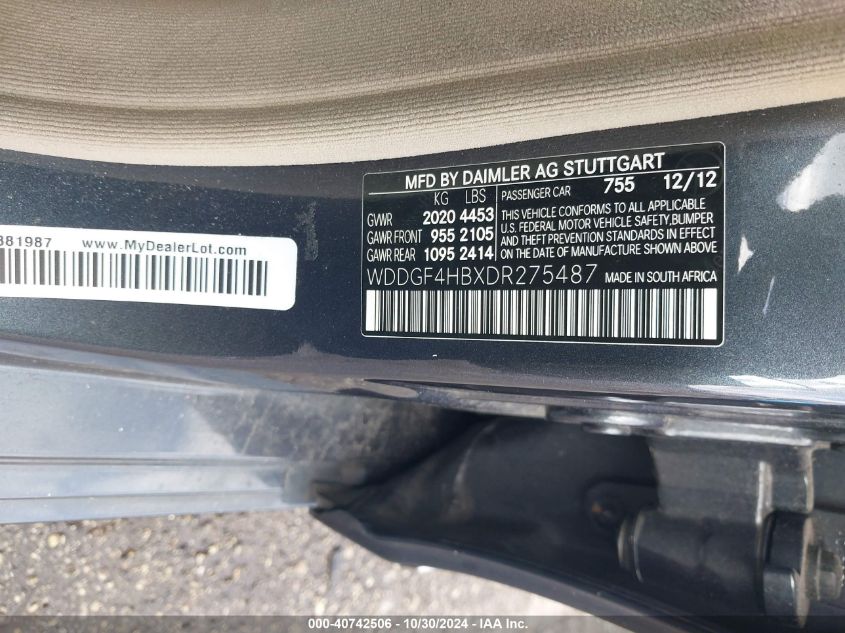 MFD BY DAIMLER AG STUTTGART
KG LBS PASSENGER CAR 755 12/12
GVWR 2020 4453
GAWR FRONT 955 2105
GAWR REAR 1095 2414
THIS VEHICLE CONFORMS TO ALL APPLICABLE
U.S. FEDERAL MOTOR VEHICLE SAFETY,BUMPER
AND THEFT PREVENTION STANDARDS IN EFFECT
ON THE DATE OF MANUFACTURE SHOWN ABOVE.
WDDGF4HBXDR275487 MADE IN SOUTH AFRICA
381987 www.MyDealerLot.com
000-40742506 | 10/30/2024 - IAA Inc.